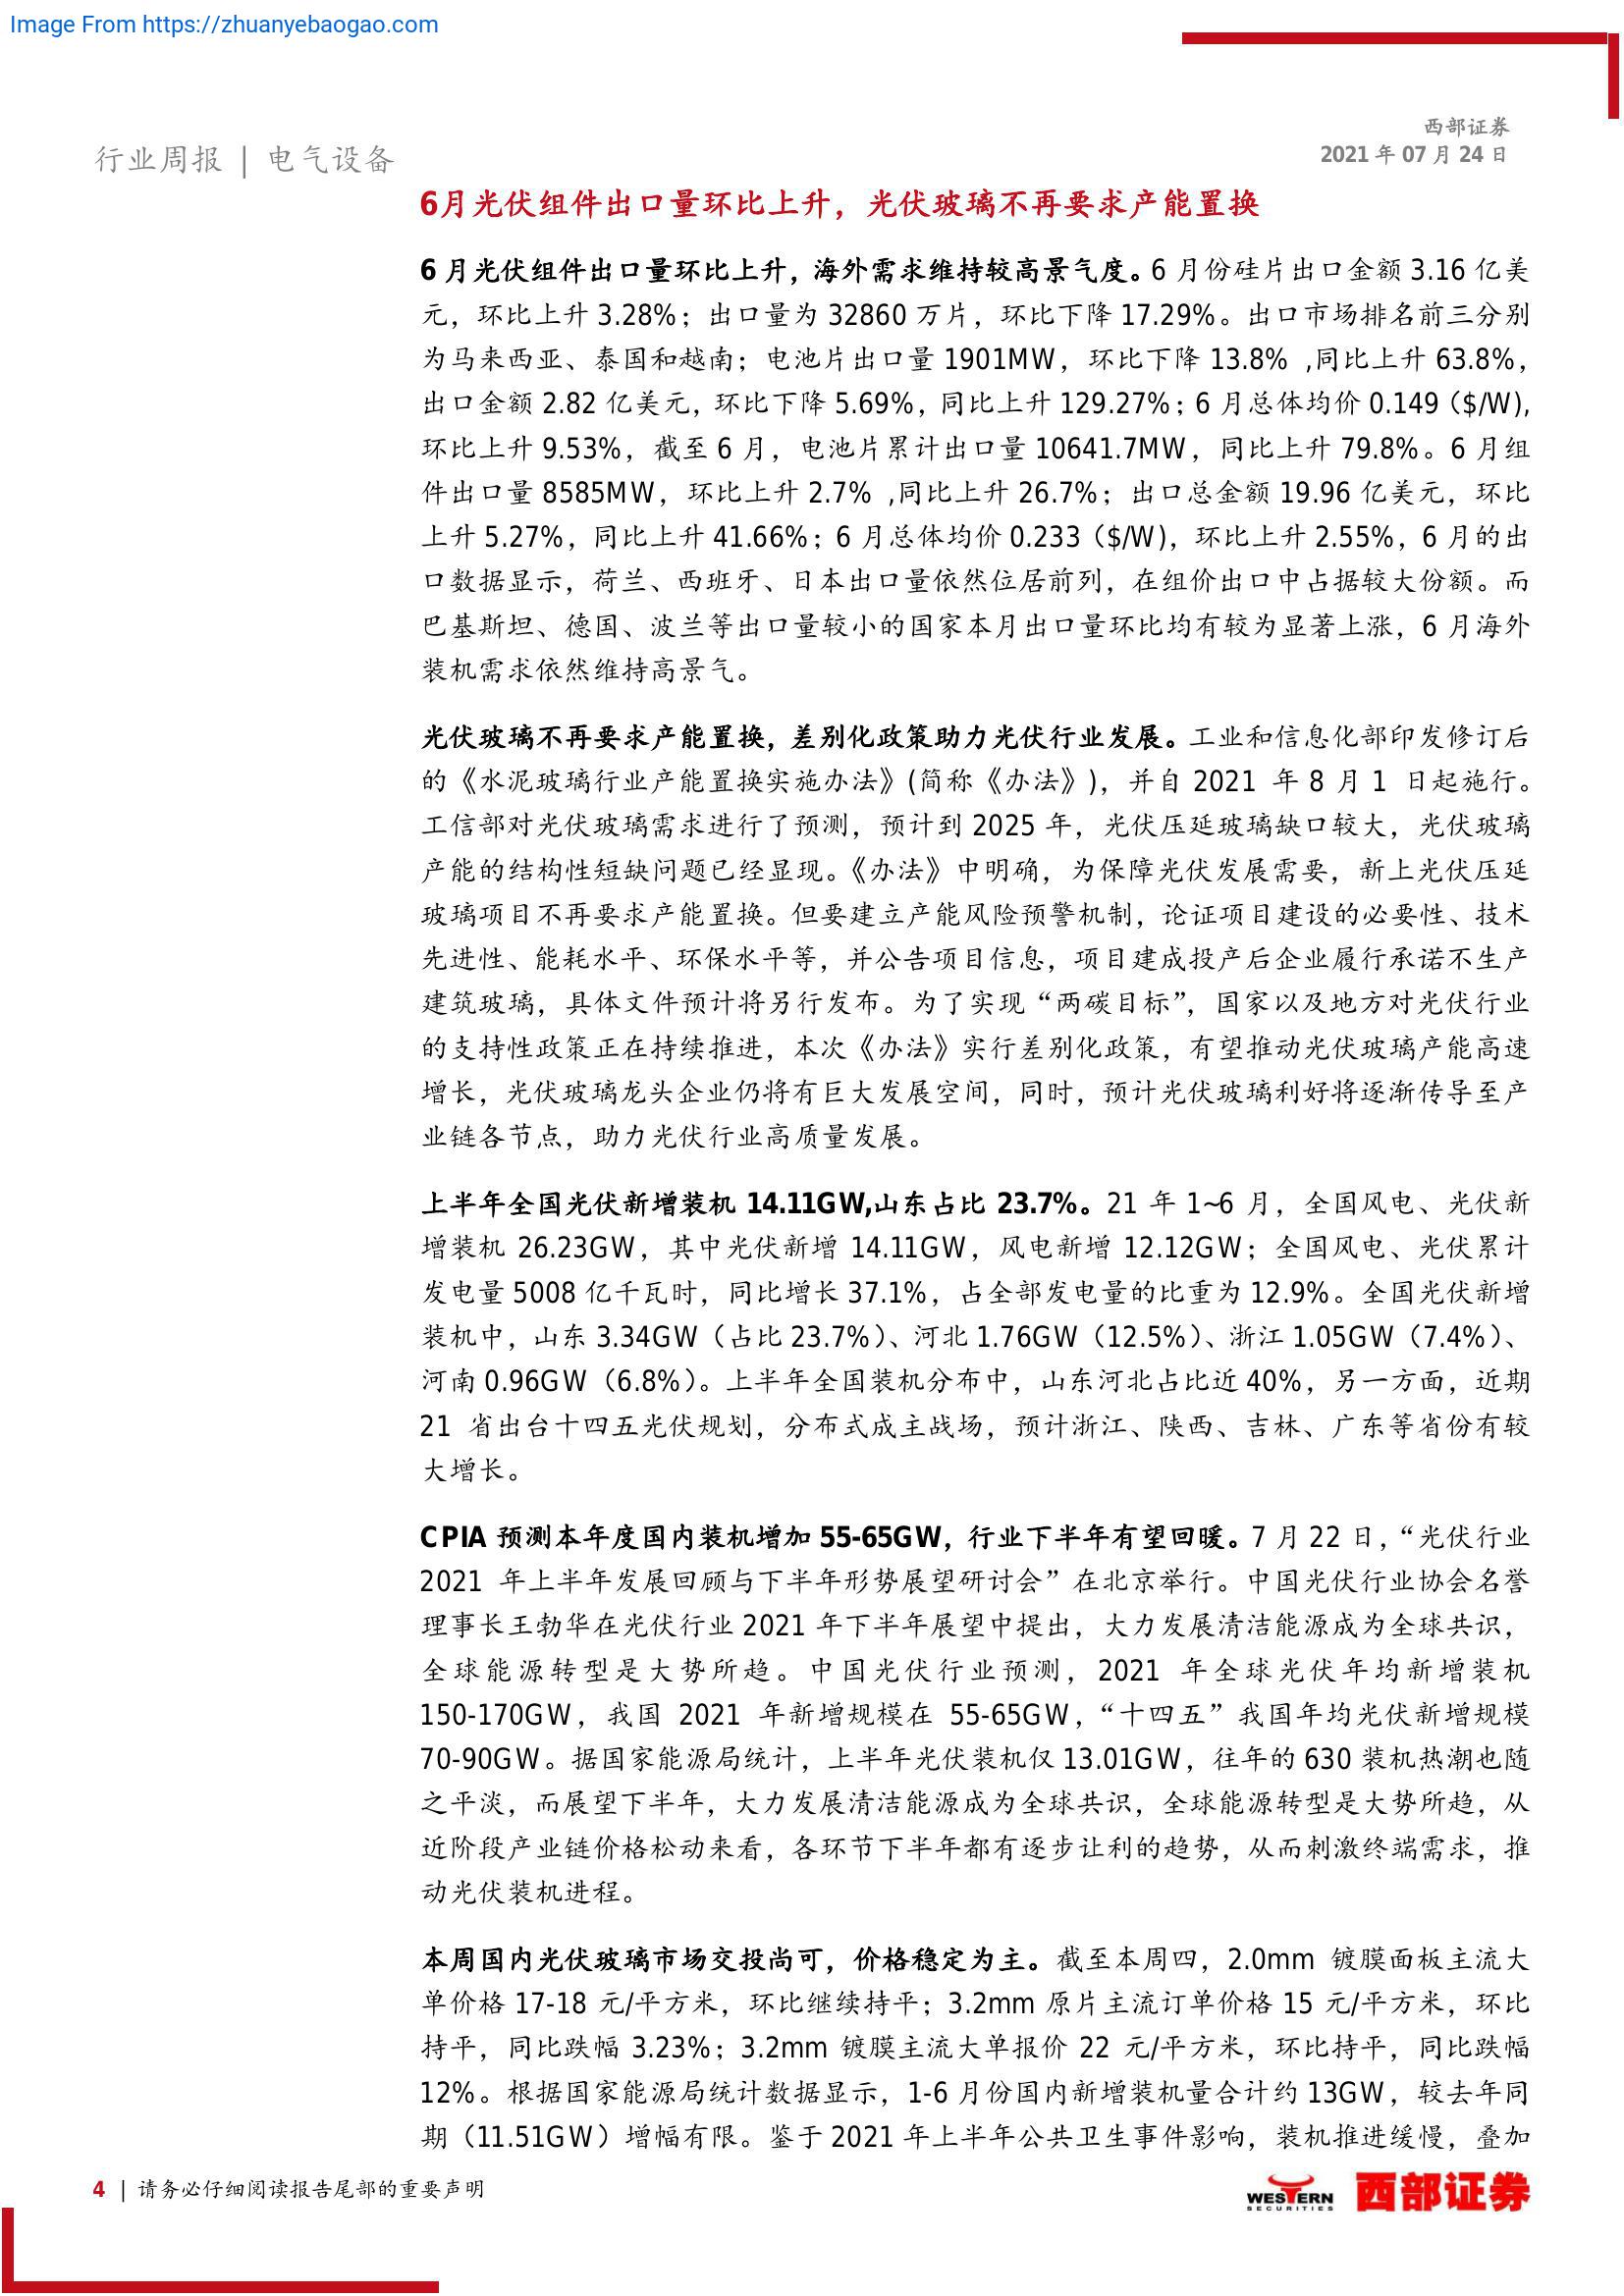 Image From https://zhuanyebaogao.com
西部证券
2021 年 07 月 24 日
行业周报 | 电气设备
6月光伏组件出口量环比上升，光伏玻璃不再要求产能置换
6 月光伏组件出口量环比上升，海外需求维持较高景气度。6 月份硅片出口金额 3.16 亿美
元，环比上升 3.28%；出口量为 32860 万片，环比下降 17.29%。出口市场排名前三分别
为马来西亚、泰国和越南；电池片出口量 1901MW，环比下降 13.8% ,同比上升 63.8%，
出口金额 2.82 亿美元，环比下降 5.69%，同比上升 129.27%；6 月总体均价 0.149（$/W),
环比上升 9.53%，截至 6 月，电池片累计出口量 10641.7MW，同比上升 79.8%。6 月组
件出口量 8585MW，环比上升 2.7% ,同比上升 26.7%；出口总金额 19.96 亿美元，环比
上升 5.27%，同比上升 41.66%；6 月总体均价 0.233（$/W)，环比上升 2.55%，6 月的出
口数据显示，荷兰、西班牙、日本出口量依然位居前列，在组价出口中占据较大份额。而
巴基斯坦、德国、波兰等出口量较小的国家本月出口量环比均有较为显著上涨，6 月海外
装机需求依然维持高景气。
光伏玻璃不再要求产能置换，差别化政策助力光伏行业发展。工业和信息化部印发修订后
的《水泥玻璃行业产能置换实施办法》(简称《办法》)，并自 2021 年 8 月 1 日起施行。
工信部对光伏玻璃需求进行了预测，预计到 2025 年，光伏压延玻璃缺口较大，光伏玻璃
产能的结构性短缺问题已经显现。《办法》中明确，为保障光伏发展需要，新上光伏压延
玻璃项目不再要求产能置换。但要建立产能风险预警机制，论证项目建设的必要性、技术
先进性、能耗水平、环保水平等，并公告项目信息，项目建成投产后企业履行承诺不生产
建筑玻璃，具体文件预计将另行发布。为了实现“两碳目标”，国家以及地方对光伏行业
的支持性政策正在持续推进，本次《办法》实行差别化政策，有望推动光伏玻璃产能高速
增长，光伏玻璃龙头企业仍将有巨大发展空间，同时，预计光伏玻璃利好将逐渐传导至产
业链各节点，助力光伏行业高质量发展。
上半年全国光伏新增装机 14.11GW,山东占比 23.7%。21 年 1~6 月，全国风电、光伏新
增装机 26.23GW，其中光伏新增 14.11GW，风电新增 12.12GW；全国风电、光伏累计
发电量 5008 亿千瓦时，同比增长 37.1%，占全部发电量的比重为 12.9%。全国光伏新增
装机中，山东 3.34GW（占比 23.7%）、河北 1.76GW（12.5%）、浙江 1.05GW（7.4%）、
河南 0.96GW（6.8%）。上半年全国装机分布中，山东河北占比近 40%，另一方面，近期
21 省出台十四五光伏规划，分布式成主战场，预计浙江、陕西、吉林、广东等省份有较
大增长。
CPIA 预测本年度国内装机增加 55-65GW，行业下半年有望回暖。7 月 22 日，“光伏行业
2021 年上半年发展回顾与下半年形势展望研讨会”在北京举行。中国光伏行业协会名誉
理事长王勃华在光伏行业 2021 年下半年展望中提出，大力发展清洁能源成为全球共识，
全球能源转型是大势所趋。中国光伏行业预测，2021 年全球光伏年均新增装机
150-170GW，我国 2021 年新增规模在 55-65GW，“十四五”我国年均光伏新增规模
70-90GW。据国家能源局统计，上半年光伏装机仅 13.01GW，往年的 630 装机热潮也随
之平淡，而展望下半年，大力发展清洁能源成为全球共识，全球能源转型是大势所趋，从
近阶段产业链价格松动来看，各环节下半年都有逐步让利的趋势，从而刺激终端需求，推
动光伏装机进程。
本周国内光伏玻璃市场交投尚可，价格稳定为主。截至本周四，2.0mm 镀膜面板主流大
单价格 17-18 元/平方米，环比继续持平；3.2mm 原片主流订单价格 15 元/平方米，环比
持平，同比跌幅 3.23%；3.2mm 镀膜主流大单报价 22 元/平方米，环比持平，同比跌幅
12%。根据国家能源局统计数据显示，1-6 月份国内新增装机量合计约 13GW，较去年同
期（11.51GW）增幅有限。鉴于 2021 年上半年公共卫生事件影响，装机推进缓慢，叠加
4 | 请务必仔细阅读报告尾部的重要声明
WESTERN
SECURITIES
西部证券